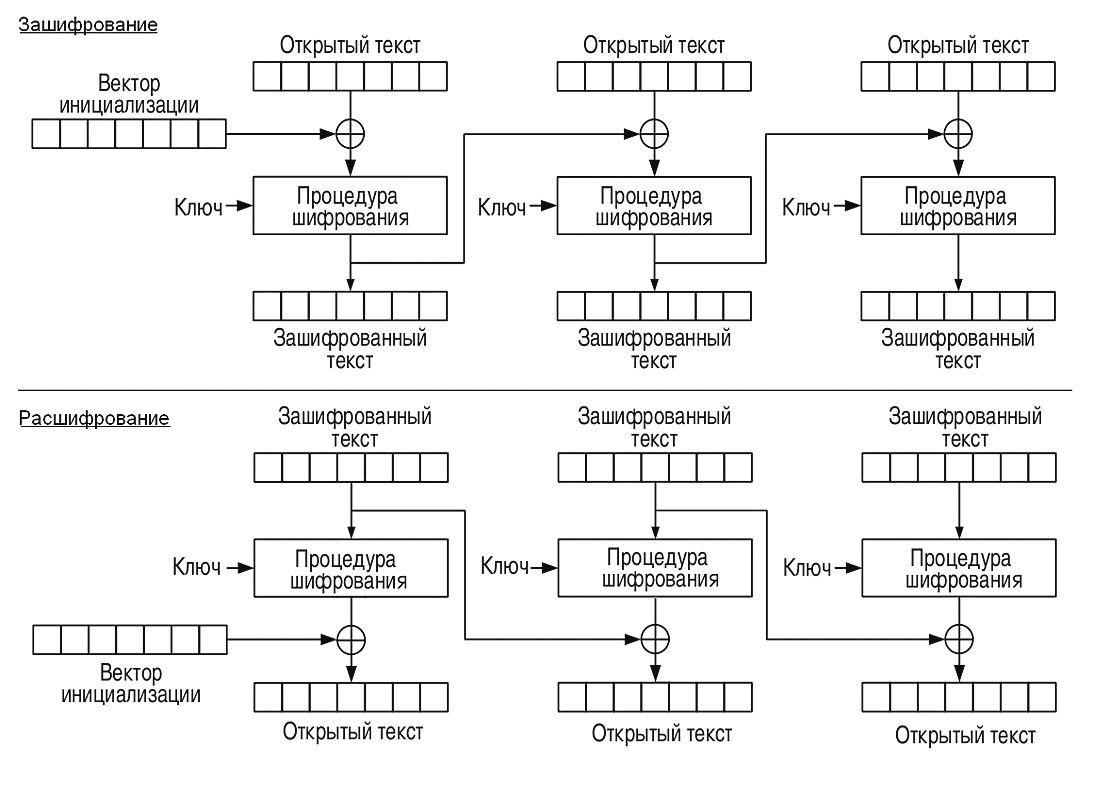 Зашифрование
Открытый текст
Открытый текст
Открытый текст
Вектор
инициализации
Ключ
Процедура
шифрования
Ключ
Процедура
шифрования
Ключ
Процедура
шифрования
Зашифрованный
текст
Зашифрованный
текст
Зашифрованный
текст
Расшифрование
Зашифрованный
текст
Зашифрованный
текст
Зашифрованный
текст
Ключ
Процедура
шифрования
Ключ
Процедура
шифрования
Ключ
Процедура
шифрования
Вектор
инициализации
Открытый текст
Открытый текст
Открытый текст